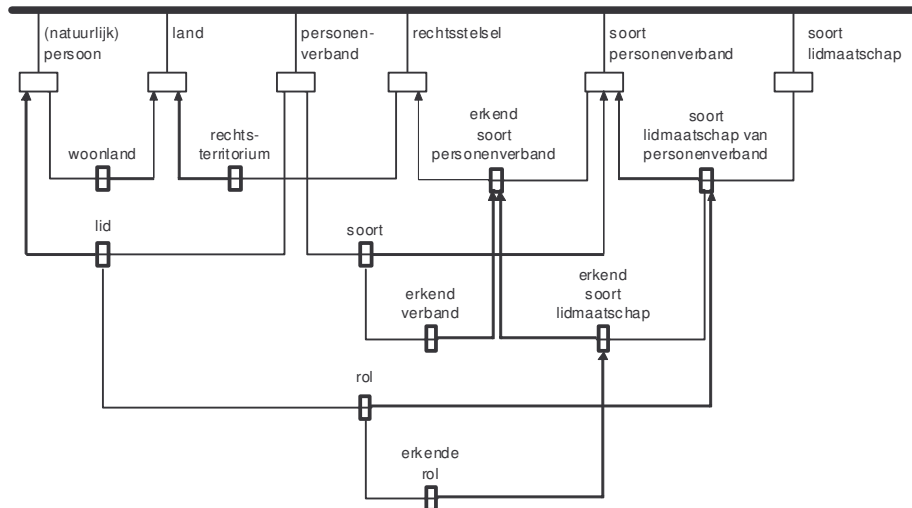 (natuurlijk)
persoon
land
personen-
verband
rechtsstelsel
soort
personenverband
soort
lidmaatschap
erkend
soort
personenverband
soort
lidmaatschap van
personenverband
woonland
rechts-
territorium
lid
soort
erkend
verband
erkend
soort
lidmaatschap
rol
erkende
rol